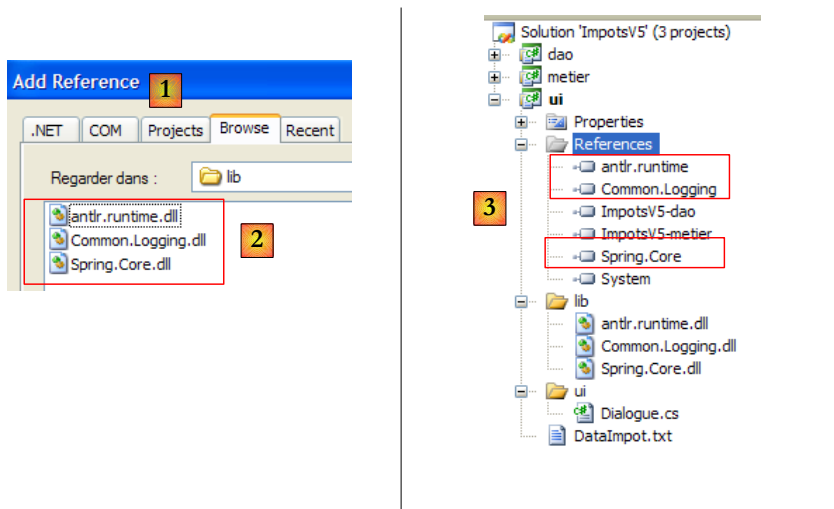 Add Reference
1
.NET COM Projects Browse Recent
Regarder dans : lib
antlr.runtime.dll
Common.Logging.dll
Spring.Core.dll
2
Solution 'ImpotsV5' (3 projects)
dao
metier
ui
Properties
References
antlr.runtime
Common.Logging
ImpotsV5-dao
ImpotsV5-metier
Spring.Core
System
3
lib
antlr.runtime.dll
Common.Logging.dll
Spring.Core.dll
ui
Dialogue.cs
DataImpot.txt